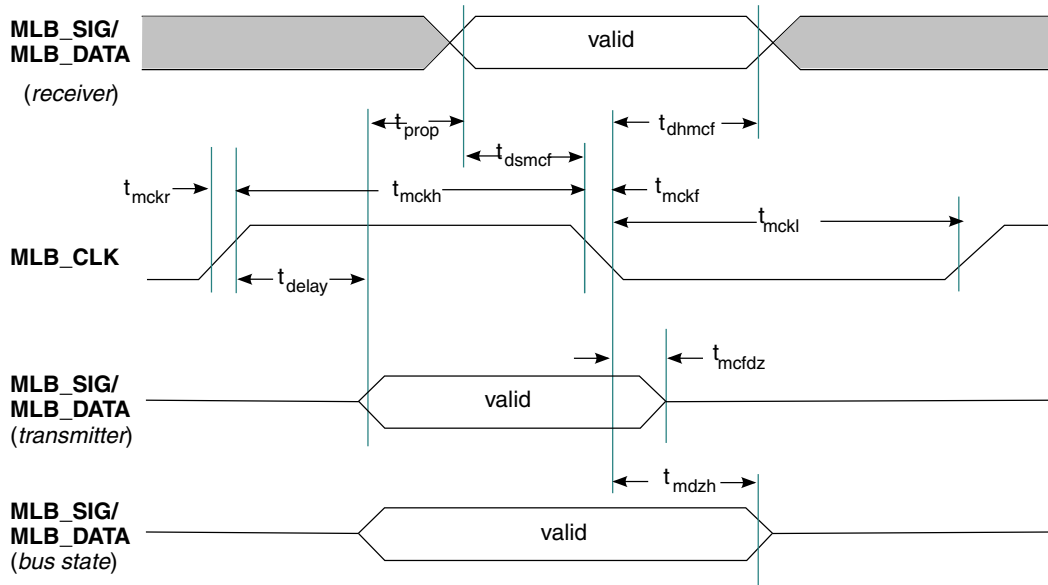 MLB_SIG/
MLB_DATA
(receiver)
valid
tprop
tdhmcf
tdsmcf
tmckr
tmckh
tmckf
tmckl
MLB_CLK
tdelay
tmcfdz
MLB_SIG/
MLB_DATA
(transmitter)
valid
tmdzh
MLB_SIG/
MLB_DATA
(bus state)
valid